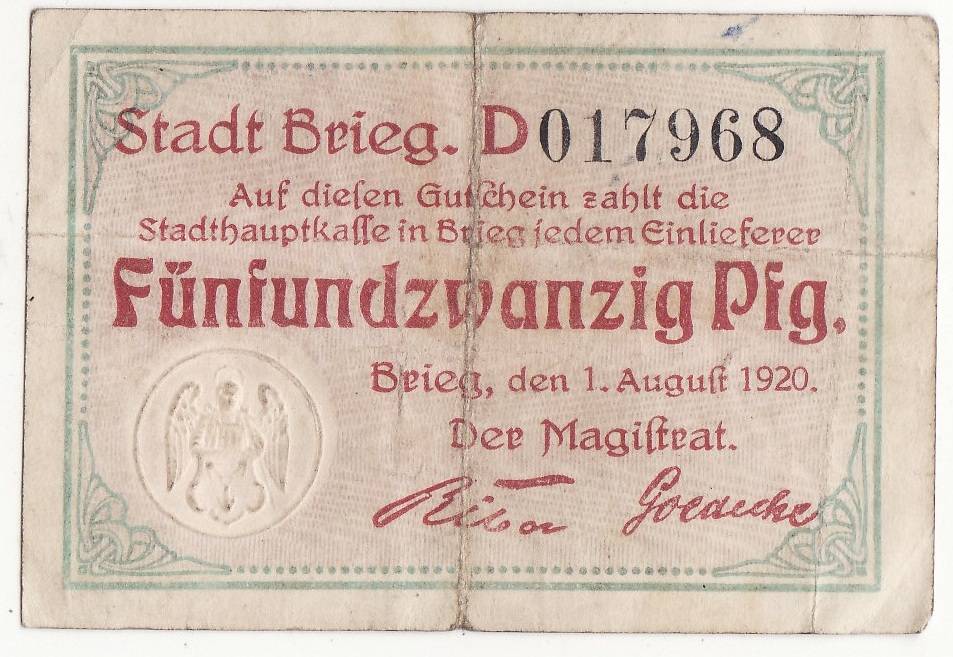 Stadt Brieg. D 017968
Auf dieſen Gutſchein zahlt die
Stadthauptkaſſe in Brieg jedem Einlieferer
Fünfundzwanzig Pfg.
Brieg, den 1. Auguſt 1920.
Der Magiſtrat.